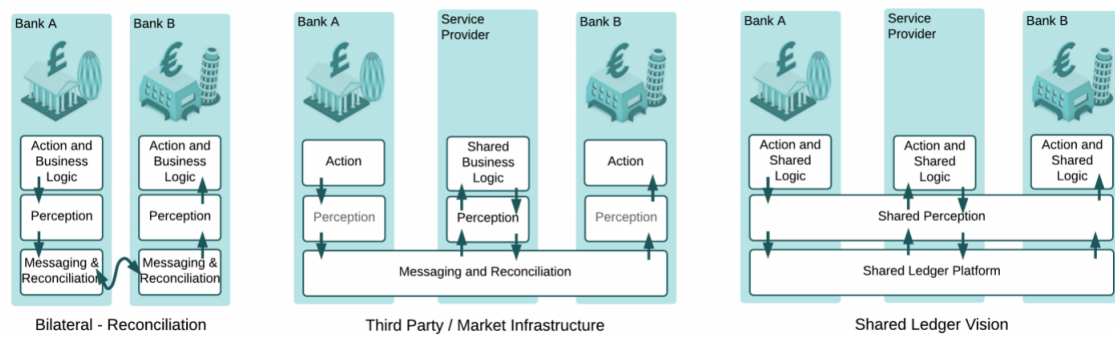 Bank A
Bank B
£
€
Action and
Business
Logic
Action and
Business
Logic
Perception
Perception
Messaging &
Reconciliation
Messaging &
Reconciliation
Bilateral - Reconciliation
Bank A
Service
Provider
Bank B
£
€
Action
Shared
Business
Logic
Action
Perception
Perception
Perception
Messaging and Reconciliation
Third Party / Market Infrastructure
Bank A
Service
Provider
Bank B
£
€
Action and
Shared
Logic
Action and
Shared
Logic
Action and
Shared
Logic
Shared Perception
Shared Ledger Platform
Shared Ledger Vision